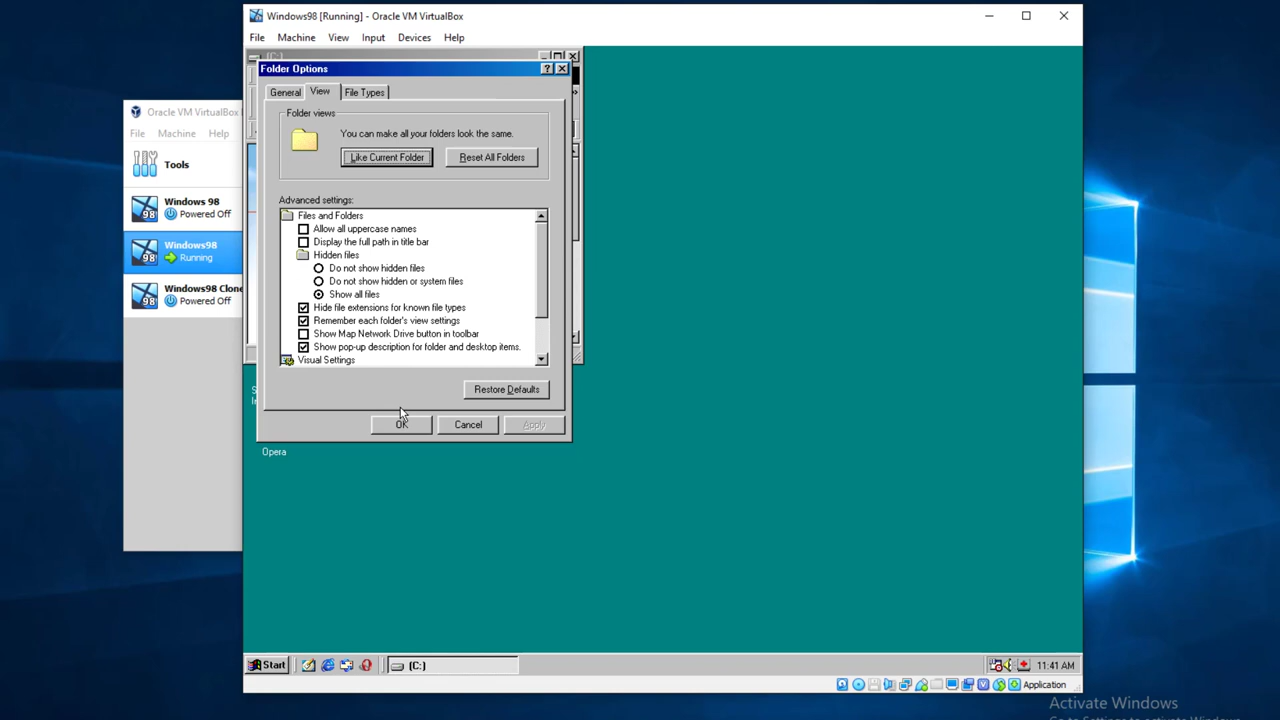 Windows98 [Running] - Oracle VM VirtualBox
File Machine View Input Devices Help
(C:)
Folder Options
General View File Types
Folder views
You can make all your folders look the same.
Like Current Folder Reset All Folders
Advanced settings:
Files and Folders
Allow all uppercase names
Display the full path in title bar
Hidden files
Do not show hidden files
Do not show hidden or system files
Show all files
Hide file extensions for known file types
Remember each folder's view settings
Show Map Network Drive button in toolbar
Show pop-up description for folder and desktop items.
Visual Settings
Restore Defaults
OK Cancel Apply
Oracle VM VirtualBox
File Machine Help
Tools
98
Windows 98
Powered Off
98
Windows98
Running
98
Windows98 Clone
Powered Off
Opera
Start (C:) 11:41 AM
Application
Activate Windows